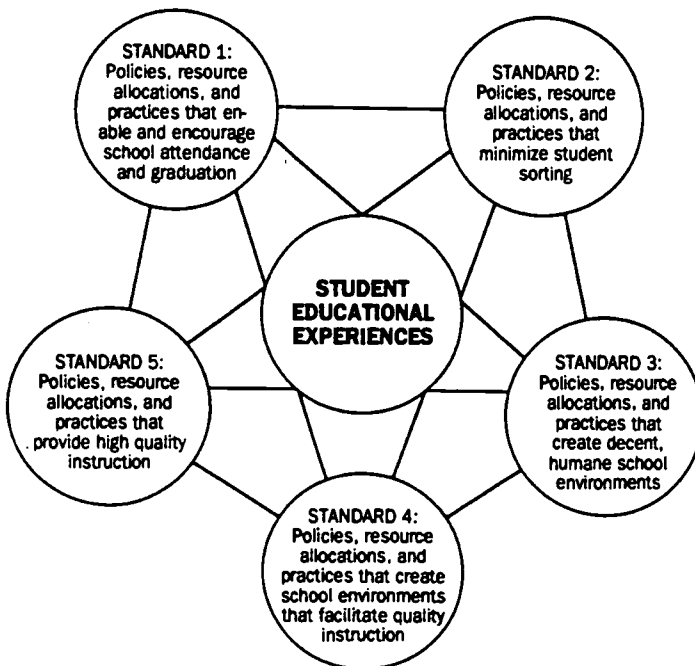 STANDARD 1:
Policies, resource
allocations, and
practices that en-
able and encourage
school attendance
and graduation
STANDARD 2:
Policies, resource
allocations, and
practices that
minimize student
sorting
STUDENT
EDUCATIONAL
EXPERIENCES
STANDARD 5:
Policies, resource
allocations, and
practices that
provide high quality
instruction
STANDARD 3:
Policies, resource
allocations, and
practices that
create decent,
humane school
environments
STANDARD 4:
Policies, resource
allocations, and
practices that create
school environments
that facilitate quality
instruction